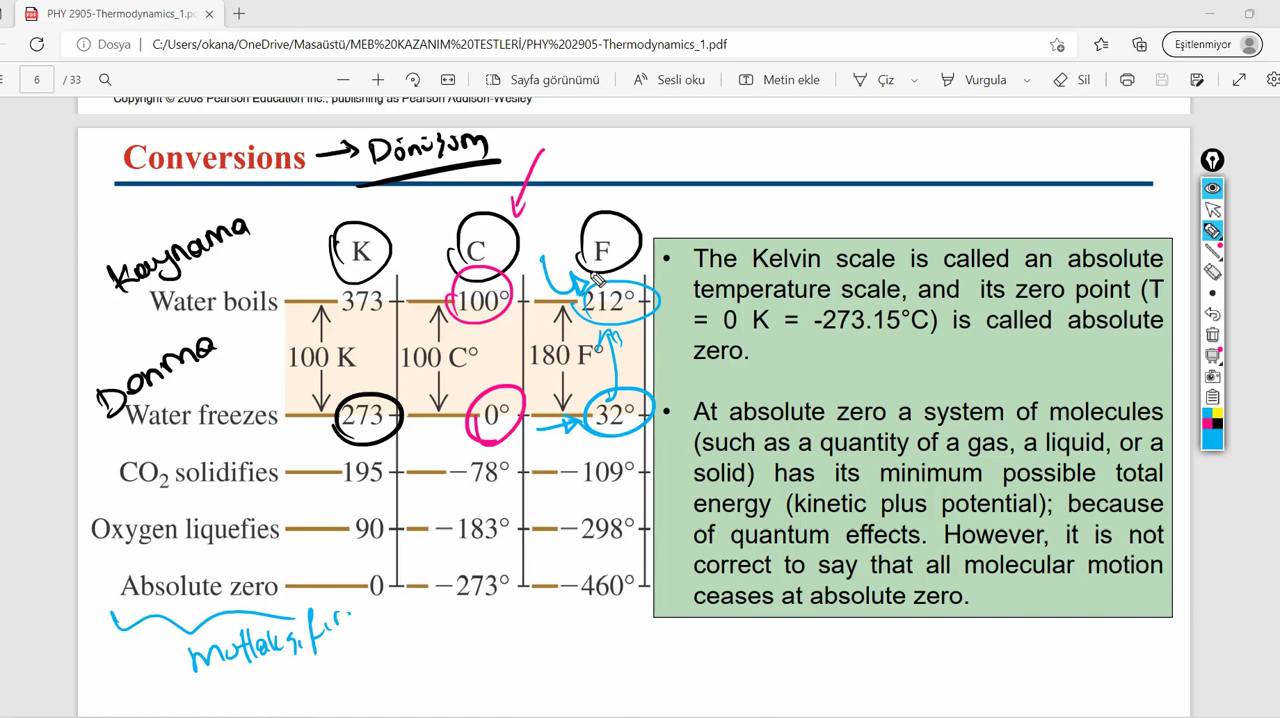 PHY 2905-Thermodynamics_1.p
Dosya
C:/Users/okana/OneDrive/Masaüstü/MEB%20KAZANIM%20TESTLERİ/PHY%202905-Thermodynamics_1.pdf
Eşitlenmiyor
6 / 33
Sayfa görünümü
Sesli oku
Metin ekle
Çiz
Vurgula
Sil
Copyright © 2008 Pearson Education Inc., publishing as Pearson Addison-Wesley
Conversions → Dönüşüm
Kaynama
K C F
Water boils 373 100° 212°
100 K 100 C° 180 F°
Donma
Water freezes 273 0° 32°
CO₂ solidifies 195 −78° −109°
Oxygen liquefies 90 −183° −298°
Absolute zero 0 −273° −460°
Mutlak sıfır
• The Kelvin scale is called an absolute
temperature scale, and its zero point (T
= 0 K = -273.15°C) is called absolute
zero.
• At absolute zero a system of molecules
(such as a quantity of a gas, a liquid, or a
solid) has its minimum possible total
energy (kinetic plus potential); because
of quantum effects. However, it is not
correct to say that all molecular motion
ceases at absolute zero.